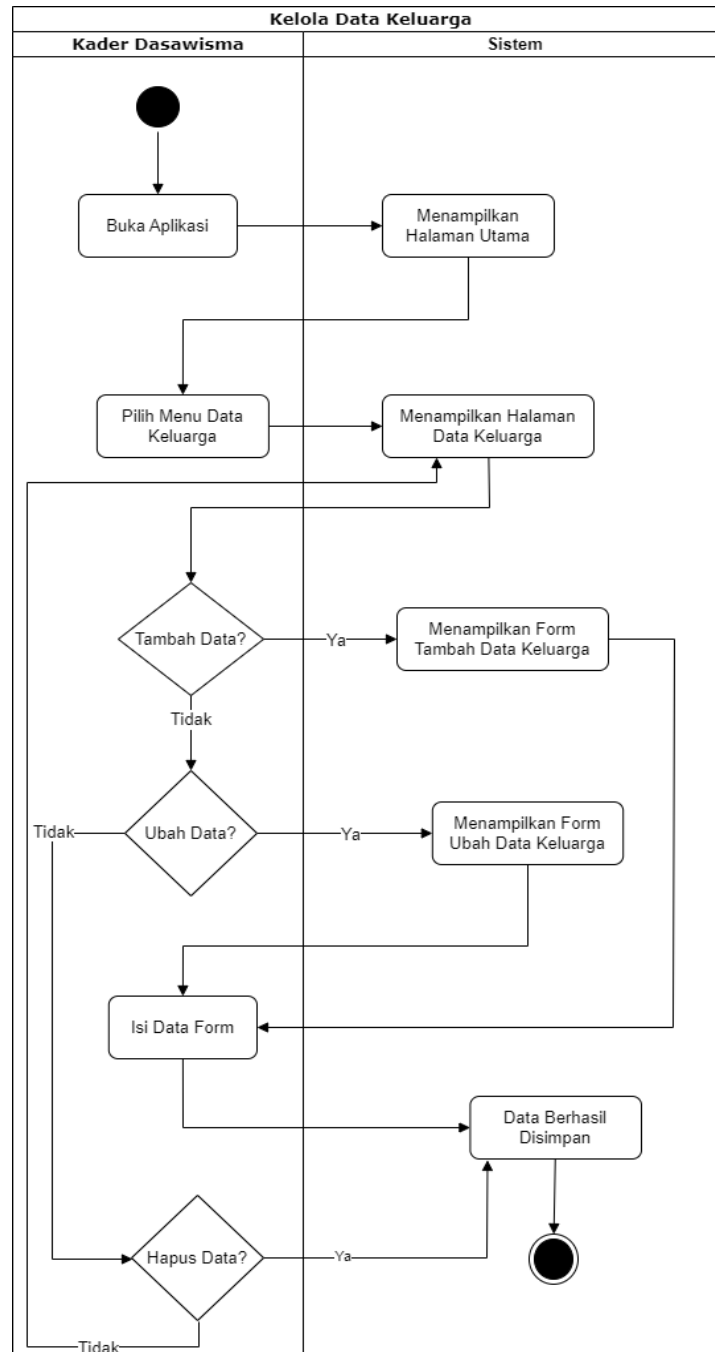 Kelola Data Keluarga
Kader Dasawisma
Sistem
Buka Aplikasi
Menampilkan
Halaman Utama
Pilih Menu Data
Keluarga
Menampilkan Halaman
Data Keluarga
Tambah Data?
Ya
Menampilkan Form
Tambah Data Keluarga
Tidak
Tidak
Ubah Data?
Ya
Menampilkan Form
Ubah Data Keluarga
Isi Data Form
Data Berhasil
Disimpan
Hapus Data?
Ya
Tidak